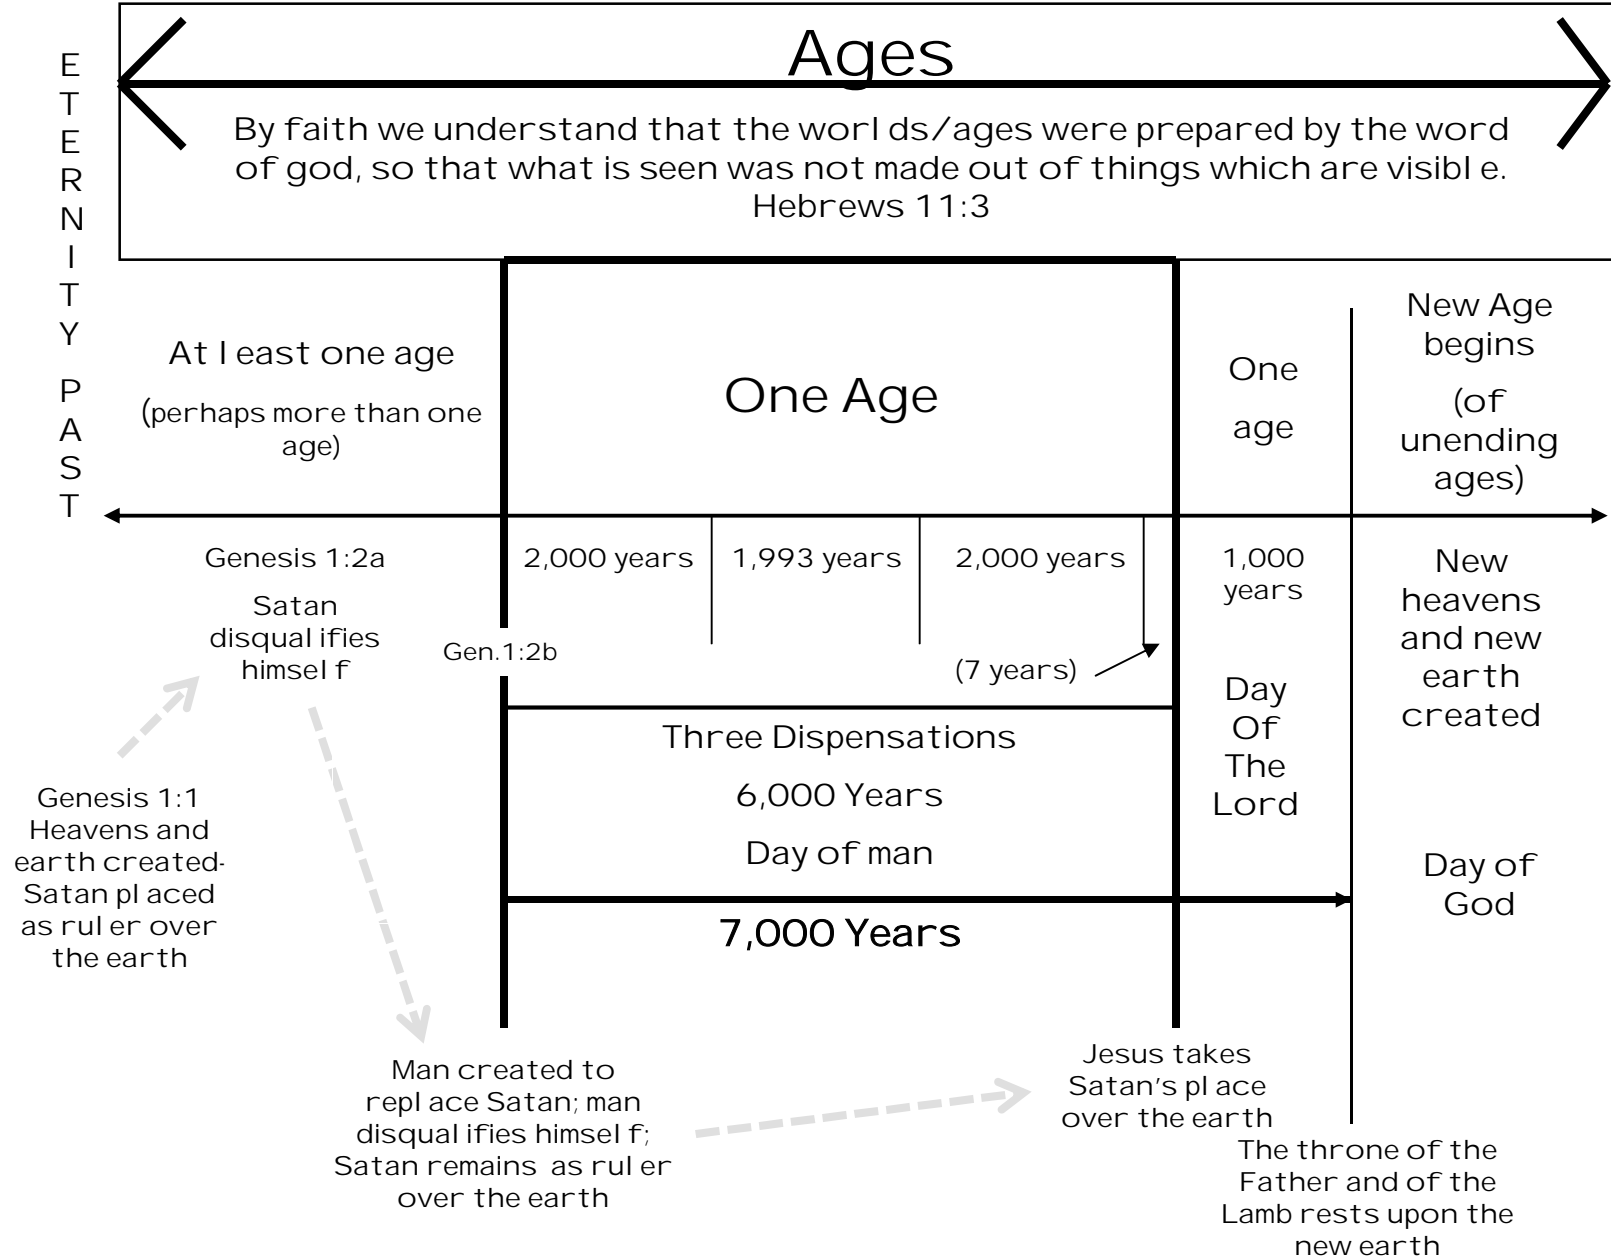 Ages
By faith we understand that the worlds/ages were prepared by the word
of god, so that what is seen was not made out of things which are visible.
Hebrews 11:3
E
T
E
R
N
I
T
Y
P
A
S
T
At least one age
(perhaps more than one
age)
One Age
One
age
New Age
begins
(of
unending
ages)
Genesis 1:2a
Satan
disqualifies
himself
Gen.1:2b
2,000 years
1,993 years
2,000 years
(7 years)
1,000
years
Day
Of
The
Lord
New
heavens
and new
earth
created
Day of
God
Three Dispensations
6,000 Years
Day of man
7,000 Years
Genesis 1:1
Heavens and
earth created-
Satan placed
as ruler over
the earth
Man created to
replace Satan; man
disqualifies himself;
Satan remains as ruler
over the earth
Jesus takes
Satan's place
over the earth
The throne of the
Father and of the
Lamb rests upon the
new earth